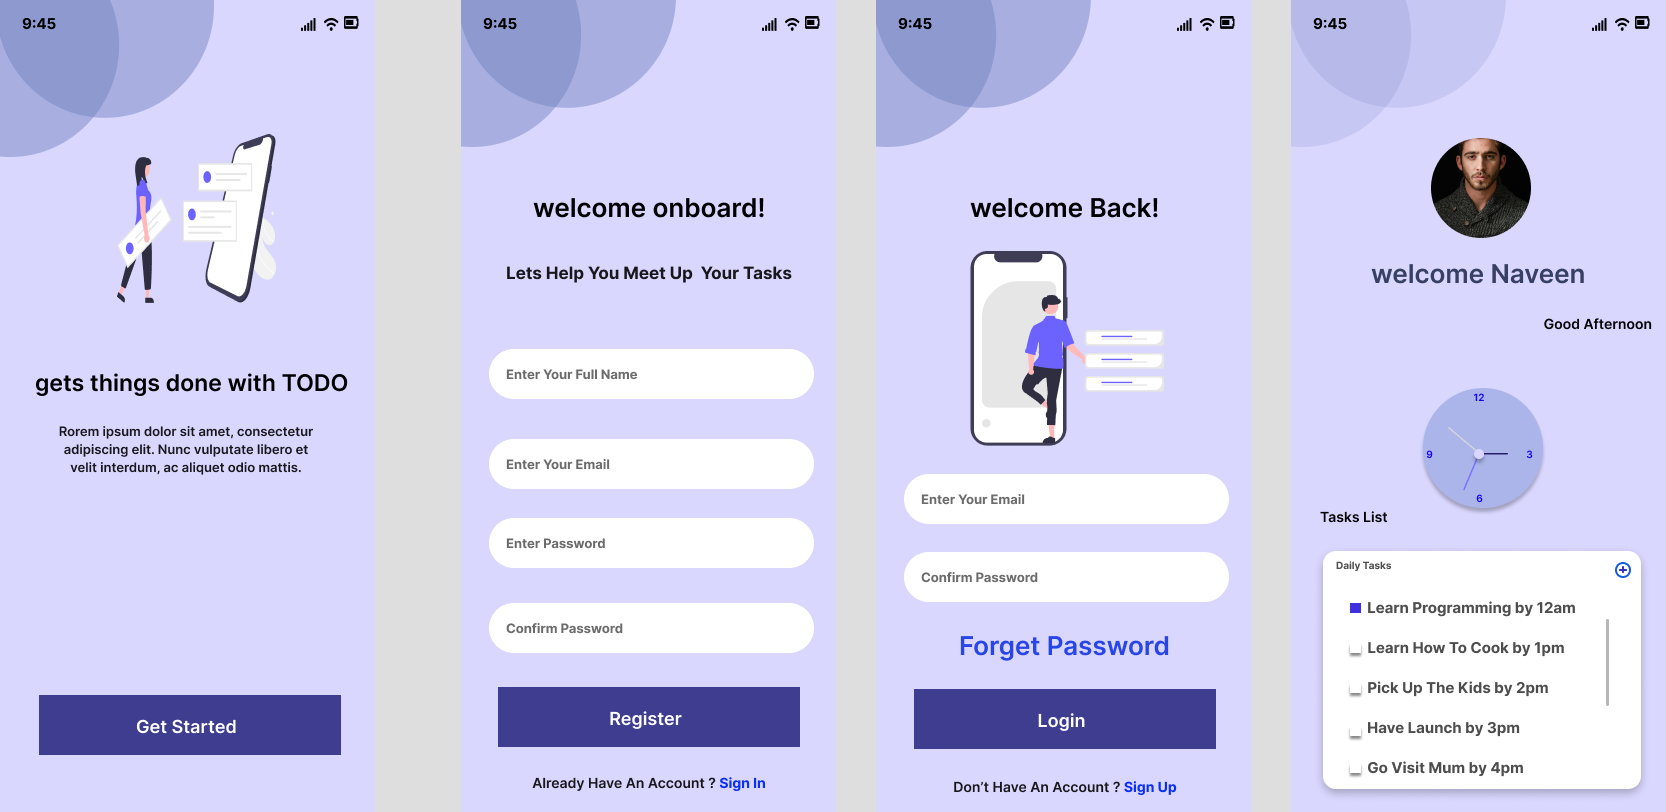 9:45
gets things done with TODO
Rorem ipsum dolor sit amet, consectetur
adipiscing elit. Nunc vulputate libero et
velit interdum, ac aliquet odio mattis.
Get Started
9:45
welcome onboard!
Lets Help You Meet Up Your Tasks
Enter Your Full Name
Enter Your Email
Enter Password
Confirm Password
Register
Already Have An Account ? Sign In
9:45
welcome Back!
Enter Your Email
Confirm Password
Forget Password
Login
Don't Have An Account ? Sign Up
9:45
welcome Naveen
Good Afternoon
12
9
3
6
Tasks List
Daily Tasks
Learn Programming by 12am
Learn How To Cook by 1pm
Pick Up The Kids by 2pm
Have Launch by 3pm
Go Visit Mum by 4pm